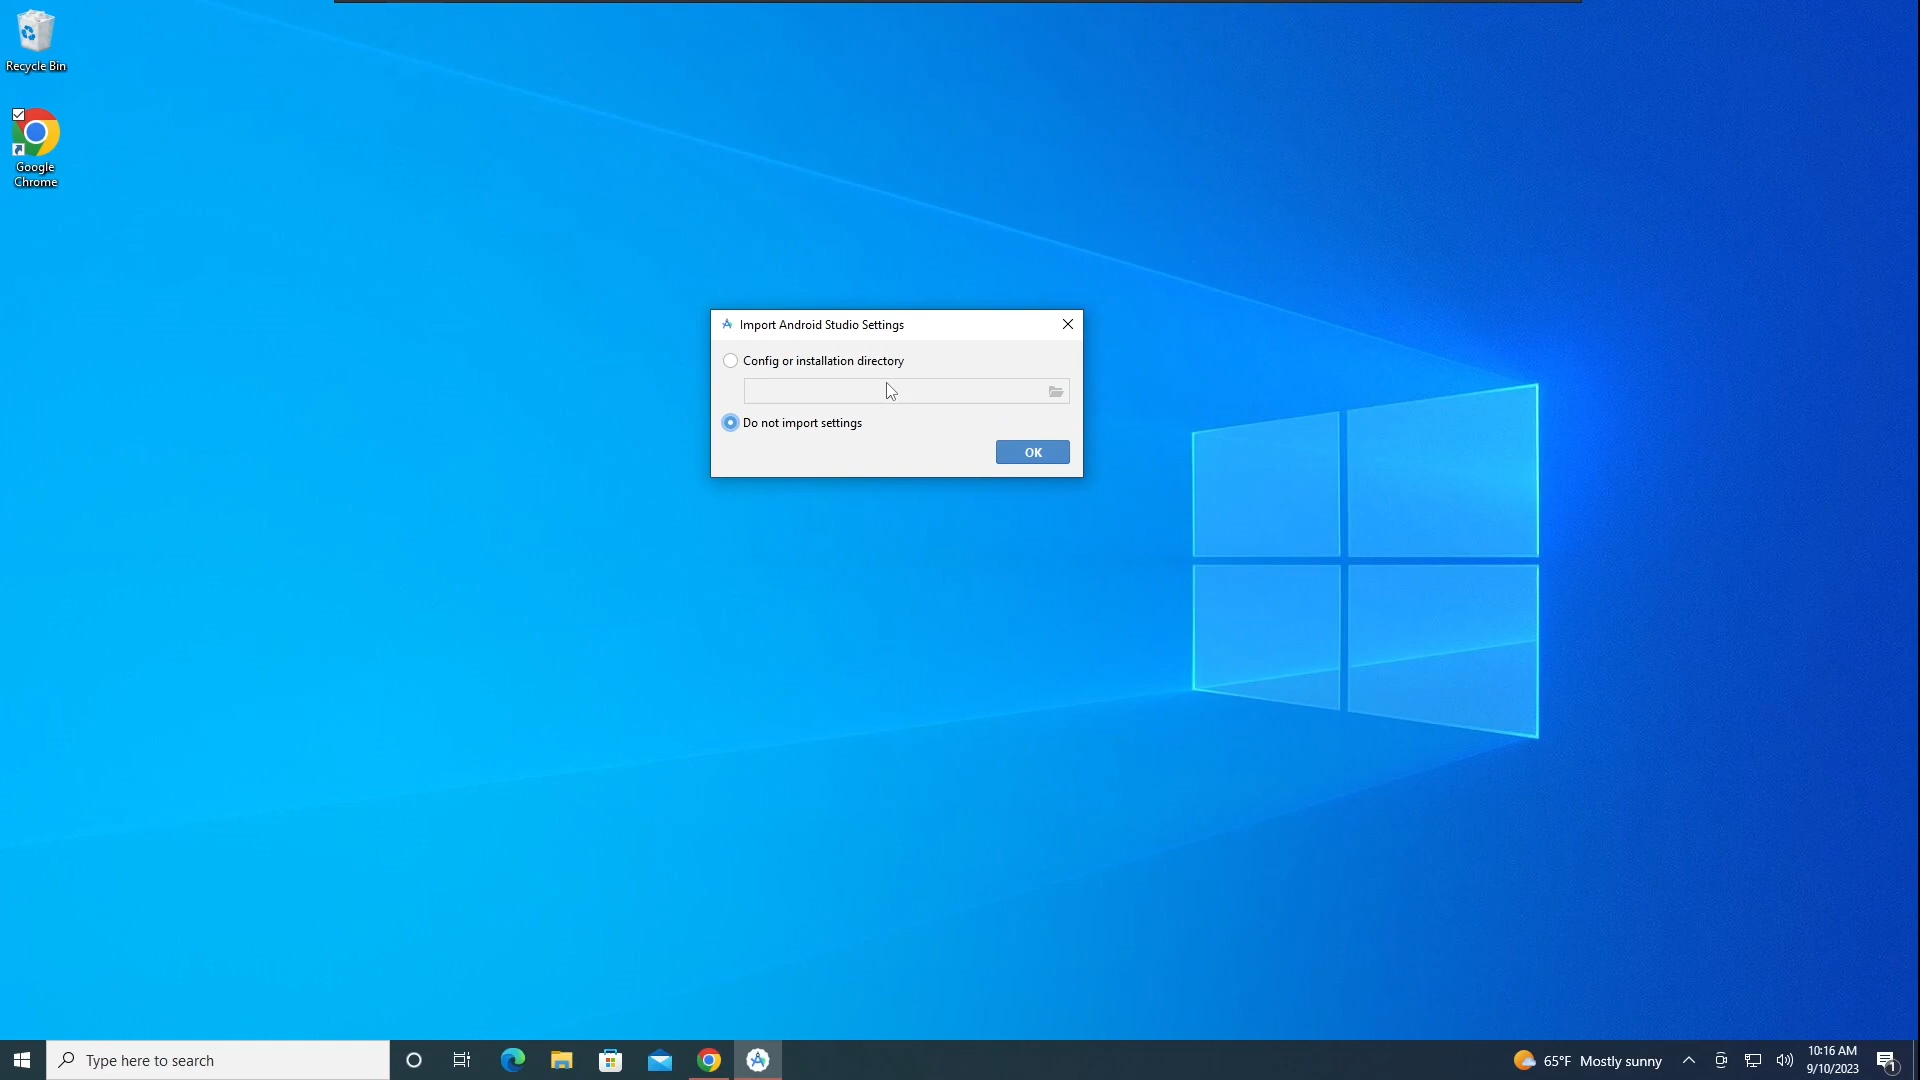 Recycle Bin
Google
Chrome
Import Android Studio Settings
Config or installation directory
Do not import settings
OK
Type here to search
65°F Mostly sunny
10:16 AM
9/10/2023
1